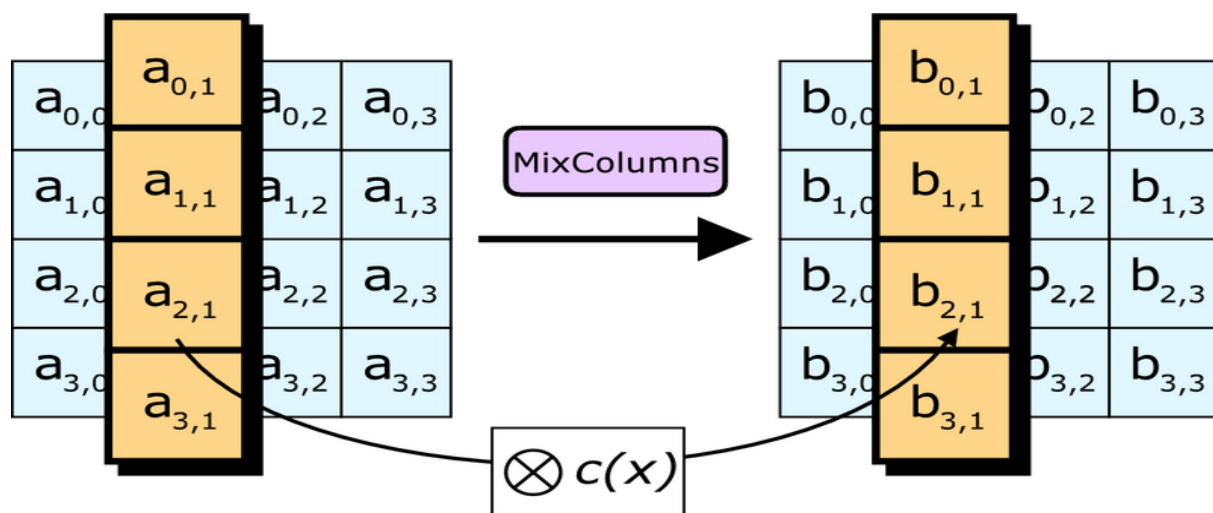 a0,0 a0,1 a0,2 a0,3
a1,0 a1,1 a1,2 a1,3
a2,0 a2,1 a2,2 a2,3
a3,0 a3,1 a3,2 a3,3
MixColumns
b0,0 b0,1 b0,2 b0,3
b1,0 b1,1 b1,2 b1,3
b2,0 b2,1 b2,2 b2,3
b3,0 b3,1 b3,2 b3,3
⊗ c(x)